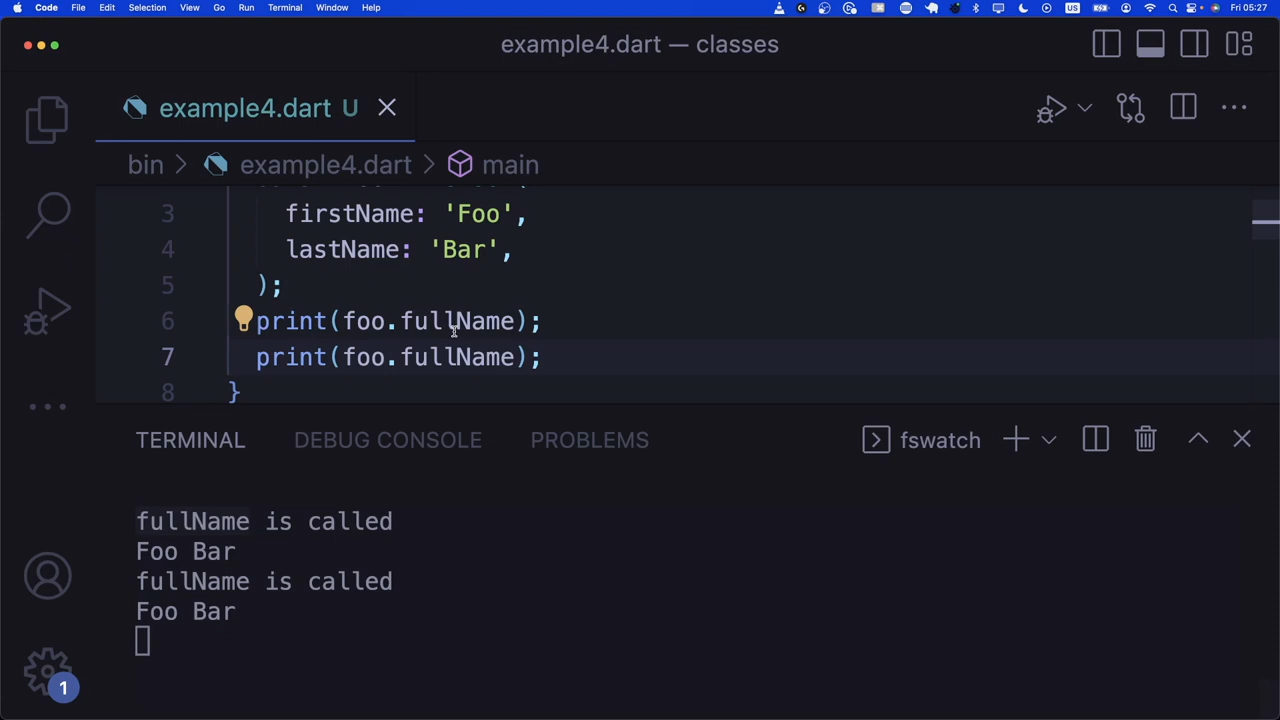 Code File Edit Selection View Go Run Terminal Window Help US Fri 05:27
example4.dart — classes
example4.dart U
bin example4.dart main
3 firstName: 'Foo',
4 lastName: 'Bar',
5 );
6 print(foo.fullName);
7 print(foo.fullName);
8 }
TERMINAL DEBUG CONSOLE PROBLEMS fswatch
fullName is called
Foo Bar
fullName is called
Foo Bar
1